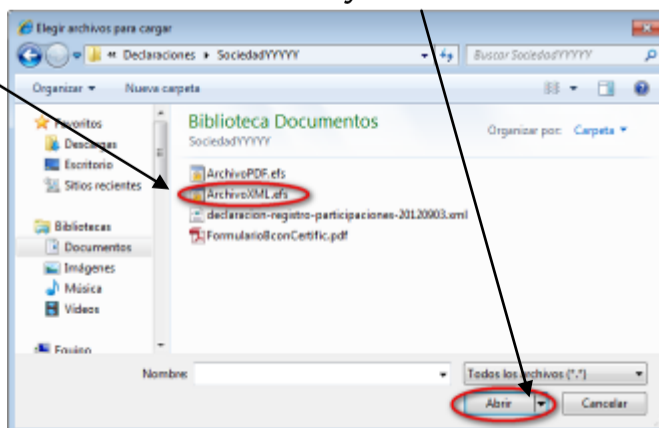 Elegir archivos para cargar
Declaraciones ▸ SociedadYYYYY
Buscar SociedadYYYYY
Organizar
Nueva carpeta
Favoritos
Descargas
Escritorio
Sitios recientes
Bibliotecas
Documentos
Imágenes
Música
Vídeos
Equipo
Biblioteca Documentos
SociedadYYYYY
Organizar por: Carpeta
ArchivoPDF.efs
ArchivoXML.efs
declaracion-registro-participaciones-20120903.xml
FormularioBconCertific.pdf
Nombre:
Todos los archivos (*.*)
Abrir
Cancelar